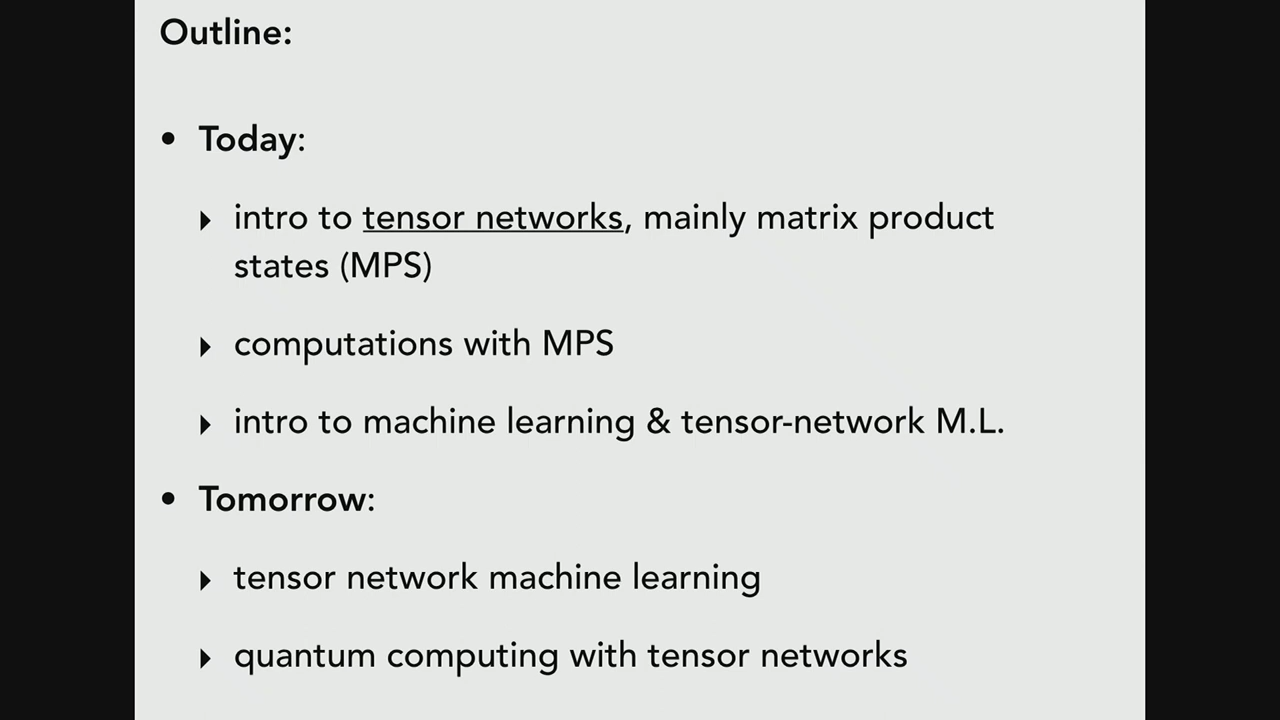 Outline:
• Today:
‣ intro to tensor networks, mainly matrix product
states (MPS)
‣ computations with MPS
‣ intro to machine learning & tensor-network M.L.
• Tomorrow:
‣ tensor network machine learning
‣ quantum computing with tensor networks